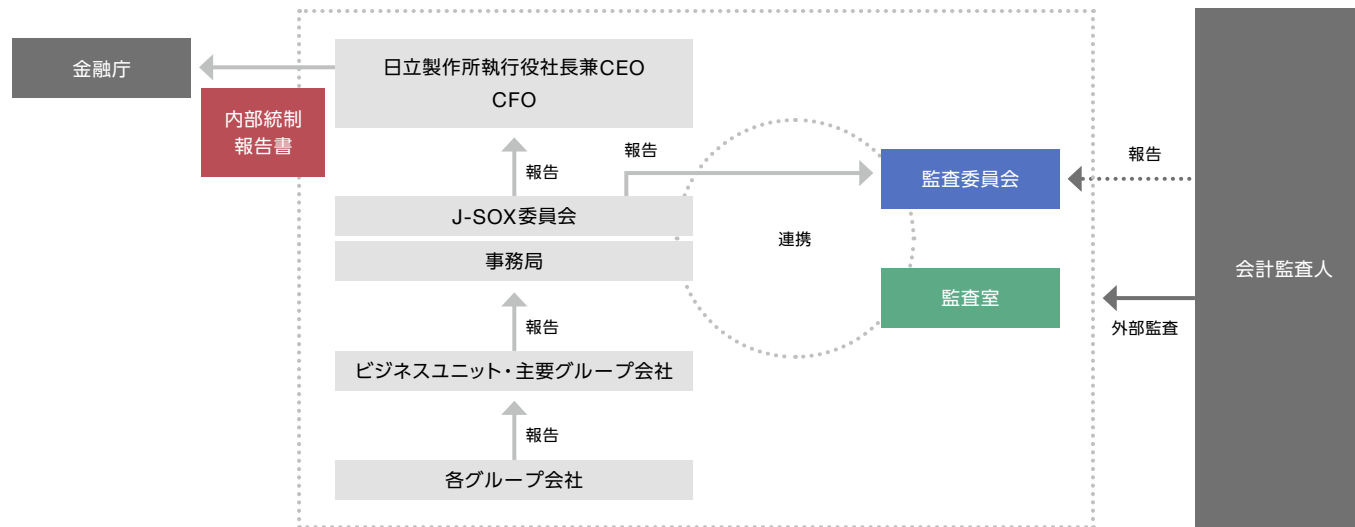 金融庁
内部統制
報告書
日立製作所執行役社長兼CEO
CFO
報告
報告
J-SOX委員会
事務局
報告
ビジネスユニット・主要グループ会社
報告
各グループ会社
連携
監査委員会
監査室
報告
外部監査
会計監査人